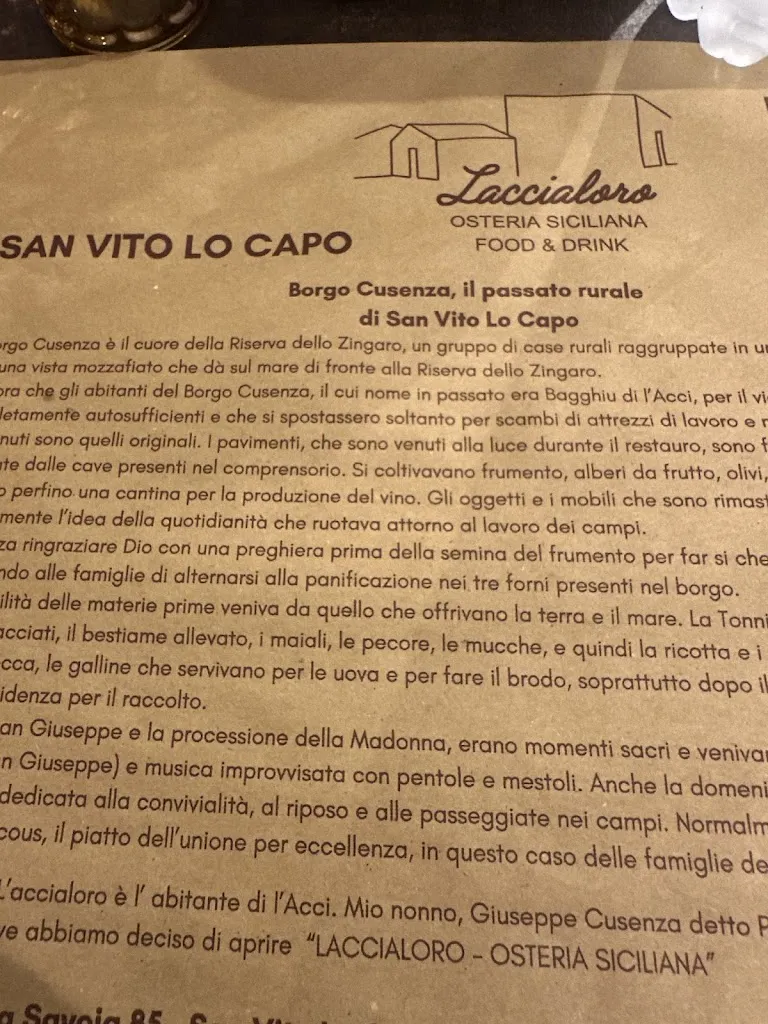 Laccialoro
OSTERIA SICILIANA
FOOD & DRINK
SAN VITO LO CAPO
Borgo Cusenza, il passato rurale
di San Vito Lo Capo
Cusenza è il cuore della Riserva dello Zingaro, un gruppo di case rurali raggruppate in
una vista mozzafiato che dà sul mare di fronte alla Riserva dello Zingaro.
che gli abitanti del Borgo Cusenza, il cui nome in passato era Bagghiu di l'Acci, per il
letamente autosufficienti e che si spostassero soltanto per scambi di attrezzi di lavoro e
nuti sono quelli originali. I pavimenti, che sono venuti alla luce durante il restauro, sono
te dalle cave presenti nel comprensorio. Si coltivavano frumento, alberi da frutto, olivi,
o perfino una cantina per la produzione del vino. Gli oggetti e i mobili che sono rimast
mente l'idea della quotidianità che ruotava attorno al lavoro dei campi.
za ringraziare Dio con una preghiera prima della semina del frumento per far sì che
ndo alle famiglie di alternarsi alla panificazione nei tre forni presenti nel borgo.
ilità delle materie prime veniva da quello che offrivano la terra e il mare. La Tonn
acciati, il bestiame allevato, i maiali, le pecore, le mucche, e quindi la ricotta e i
cca, le galline che servivano per le uova e per fare il brodo, soprattutto dopo il
idenza per il raccolto.
an Giuseppe e la processione della Madonna, erano momenti sacri e veniva
n Giuseppe) e musica improvvisata con pentole e mestoli. Anche la domeni
dedicata alla convivialità, al riposo e alle passeggiate nei campi. Normalm
cous, il piatto dell'unione per eccellenza, in questo caso delle famiglie de
L'accialoro è l' abitante di l'Acci. Mio nonno, Giuseppe Cusenza detto P
ve abbiamo deciso di aprire "LACCIALORO - OSTERIA SICILIANA"
a Savoia 85